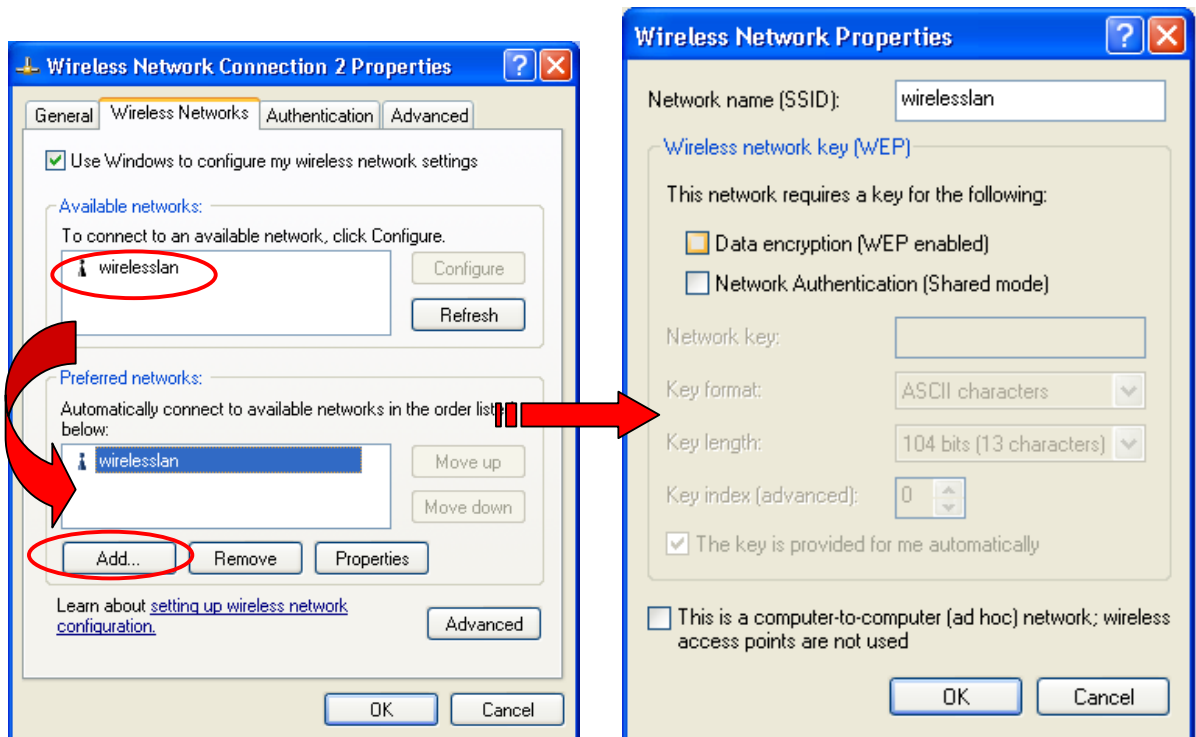 Wireless Network Connection 2 Properties
General Wireless Networks Authentication Advanced
Use Windows to configure my wireless network settings
Available networks:
To connect to an available network, click Configure.
wirelesslan
Configure
Refresh
Preferred networks:
Automatically connect to available networks in the order
below:
wirelesslan
Move up
Move down
Add... Remove Properties
Learn about setting up wireless network
configuration.
Advanced
OK Cancel
Wireless Network Properties
Network name (SSID): wirelesslan
Wireless network key (WEP)
This network requires a key for the following:
Data encryption (WEP enabled)
Network Authentication (Shared mode)
Network key:
Key format: ASCII characters
Key length: 104 bits (13 characters)
Key index (advanced): 0
The key is provided for me automatically
This is a computer-to-computer (ad hoc) network; wireless
access points are not used
OK Cancel